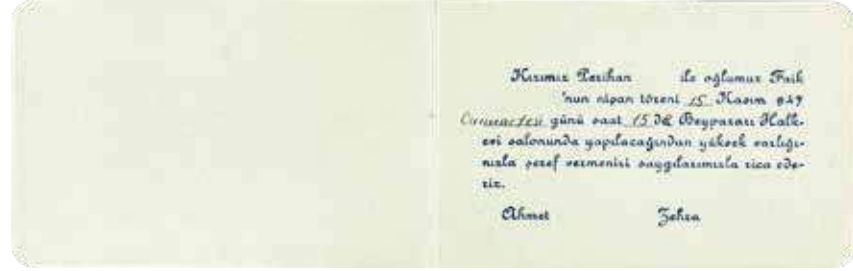 Kızımız Perihan ile oğlumuz Faik
'nun nişan töreni 15 Kasım 947
Cumartesi günü saat 15 de Beypazarı Halk-
evi salonunda yapılacağından yüksek varlığı-
nızla şeref vermenizi saygılarımızla rica ede-
riz.
Ahmet Zehra